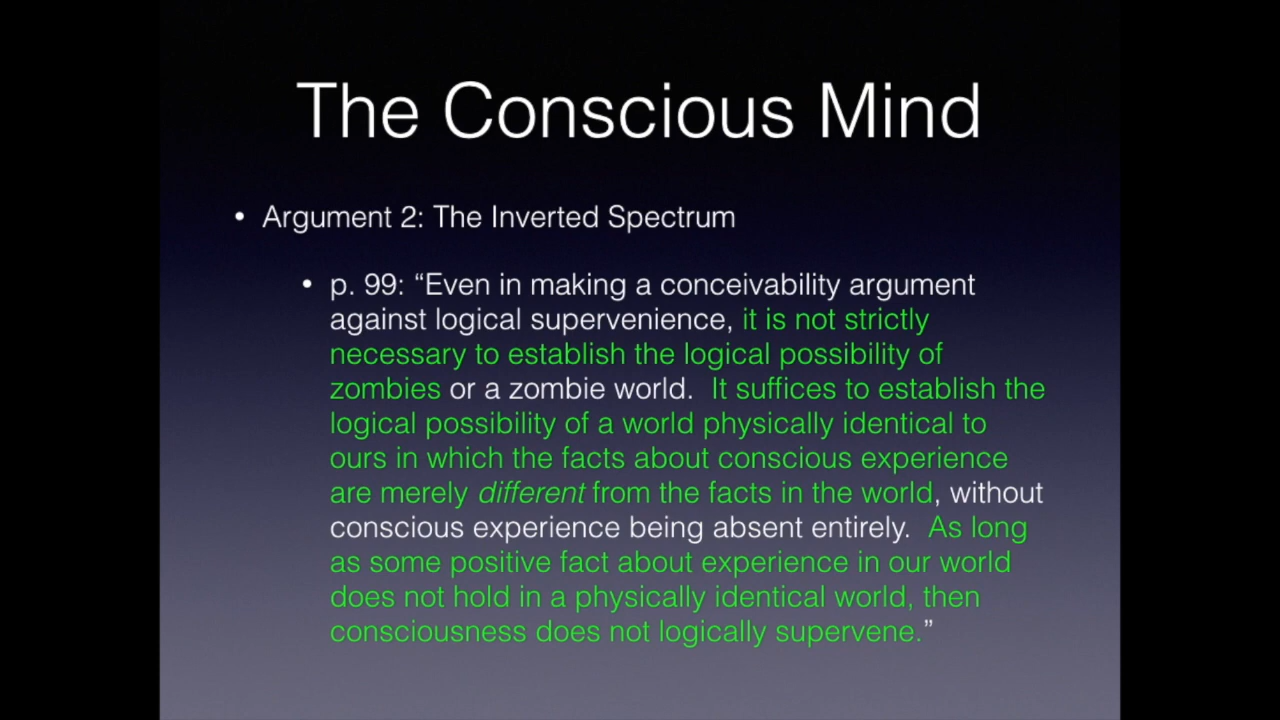 The Conscious Mind
• Argument 2: The Inverted Spectrum
• p. 99: “Even in making a conceivability argument
against logical supervenience, it is not strictly
necessary to establish the logical possibility of
zombies or a zombie world.  It suffices to establish the
logical possibility of a world physically identical to
ours in which the facts about conscious experience
are merely different from the facts in the world, without
conscious experience being absent entirely.  As long
as some positive fact about experience in our world
does not hold in a physically identical world, then
consciousness does not logically supervene.”